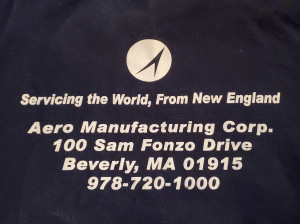 Servicing the World, From New England
Aero Manufacturing Corp.
100 Sam Fonzo Drive
Beverly, MA 01915
978-720-1000